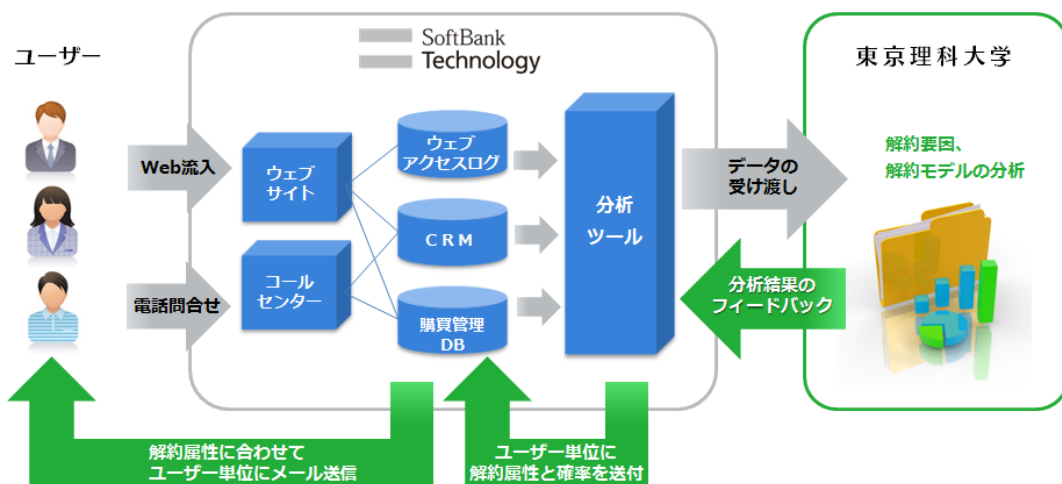 ユーザー
SoftBank
Technology
東京理科大学
Web流入
電話問合せ
ウェブ
サイト
コール
センター
ウェブ
アクセスログ
CRM
購買管理
DB
分析
ツール
データの
受け渡し
分析結果の
フィードバック
解約要因、
解約モデルの分析
解約属性に合わせて
ユーザー単位にメール送信
ユーザー単位に
解約属性と確率を送付